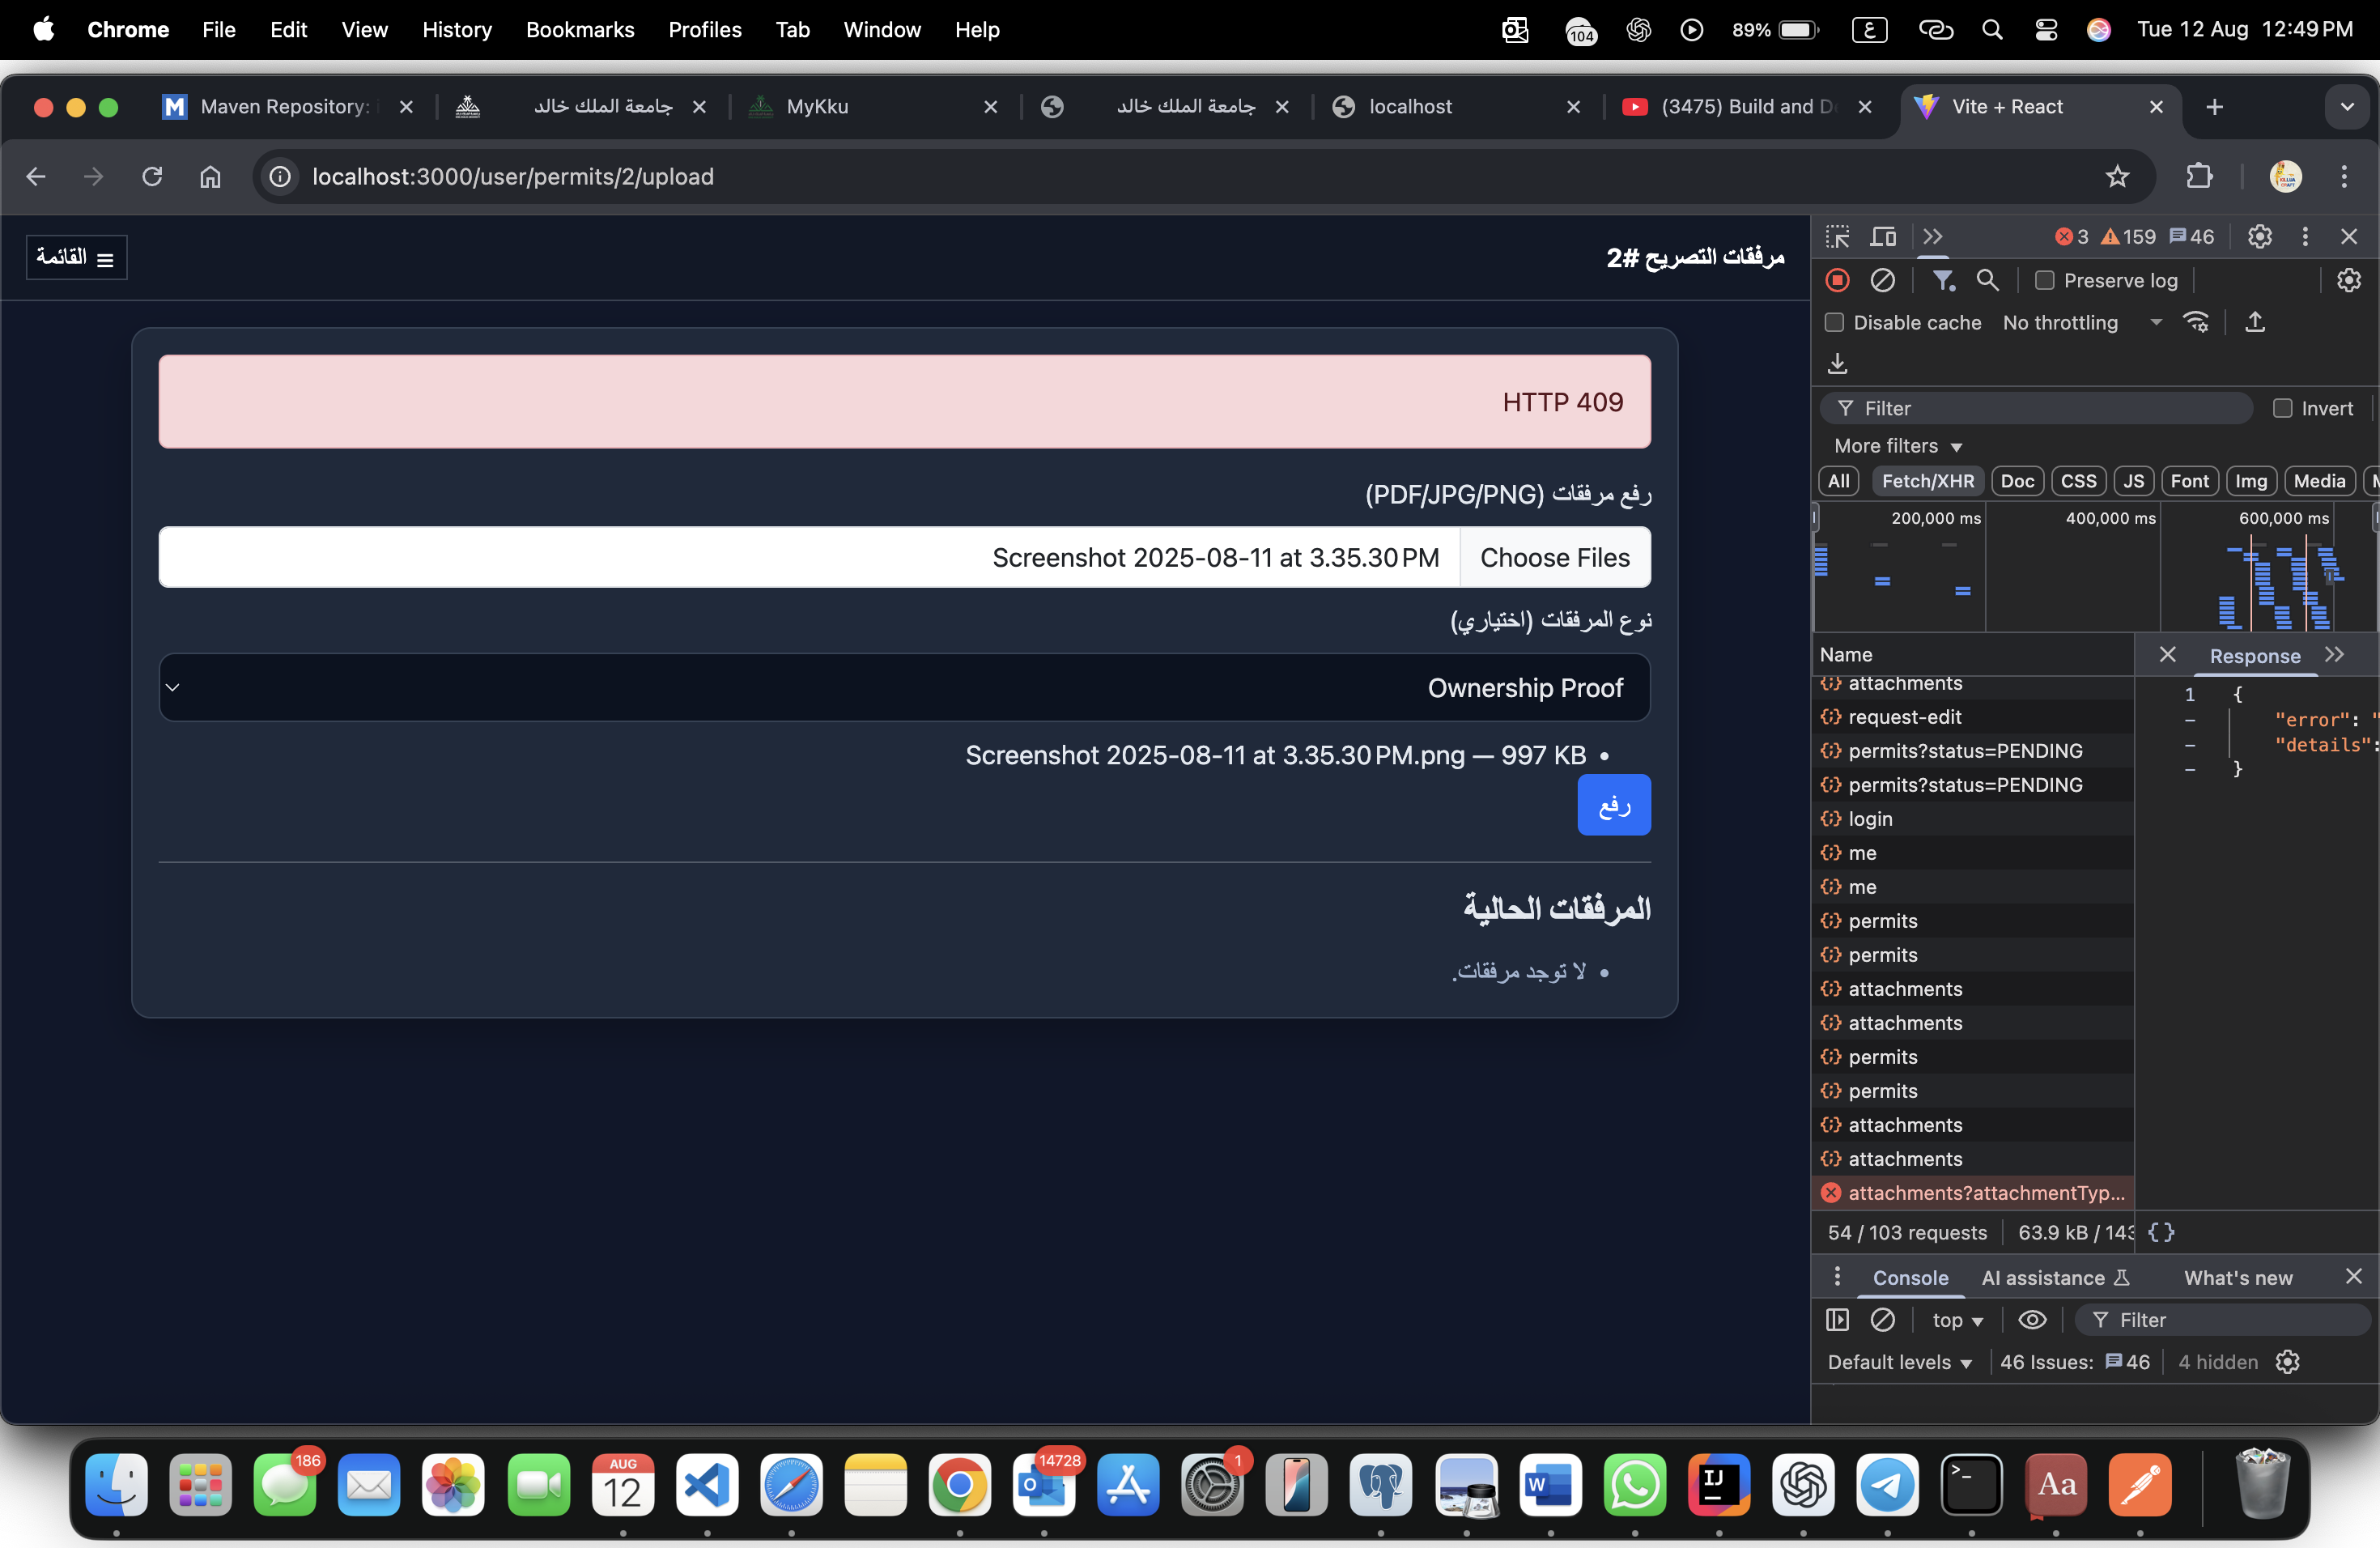 Chrome File Edit View History Bookmarks Profiles Tab Window Help 104 89% ع Tue 12 Aug 12:49 PM
Maven Repository: جامعة الملك خالد MyKku جامعة الملك خالد localhost (3475) Build and D Vite + React
localhost:3000/user/permits/2/upload
مرفقات التصريح #2
القائمة
HTTP 409
رفع مرفقات (PDF/JPG/PNG)
Choose Files Screenshot 2025-08-11 at 3.35.30 PM
نوع المرفقات (اختياري)
Ownership Proof
Screenshot 2025-08-11 at 3.35.30 PM.png — 997 KB
رفع
المرفقات الحالية
لا توجد مرفقات.
3 159 46
Preserve log
Disable cache No throttling
Filter Invert
More filters
All Fetch/XHR Doc CSS JS Font Img Media
200,000 ms 400,000 ms 600,000 ms
Name
attachments
request-edit
permits?status=PENDING
permits?status=PENDING
login
me
me
permits
permits
attachments
attachments
permits
permits
attachments
attachments
attachments?attachmentTyp...
Response
1 {
– "error": "
– "details":
– }
54 / 103 requests 63.9 kB / 143 {}
Console AI assistance What's new
top Filter
Default levels 46 Issues: 46 4 hidden
186 AUG 12 14728 1 Aa